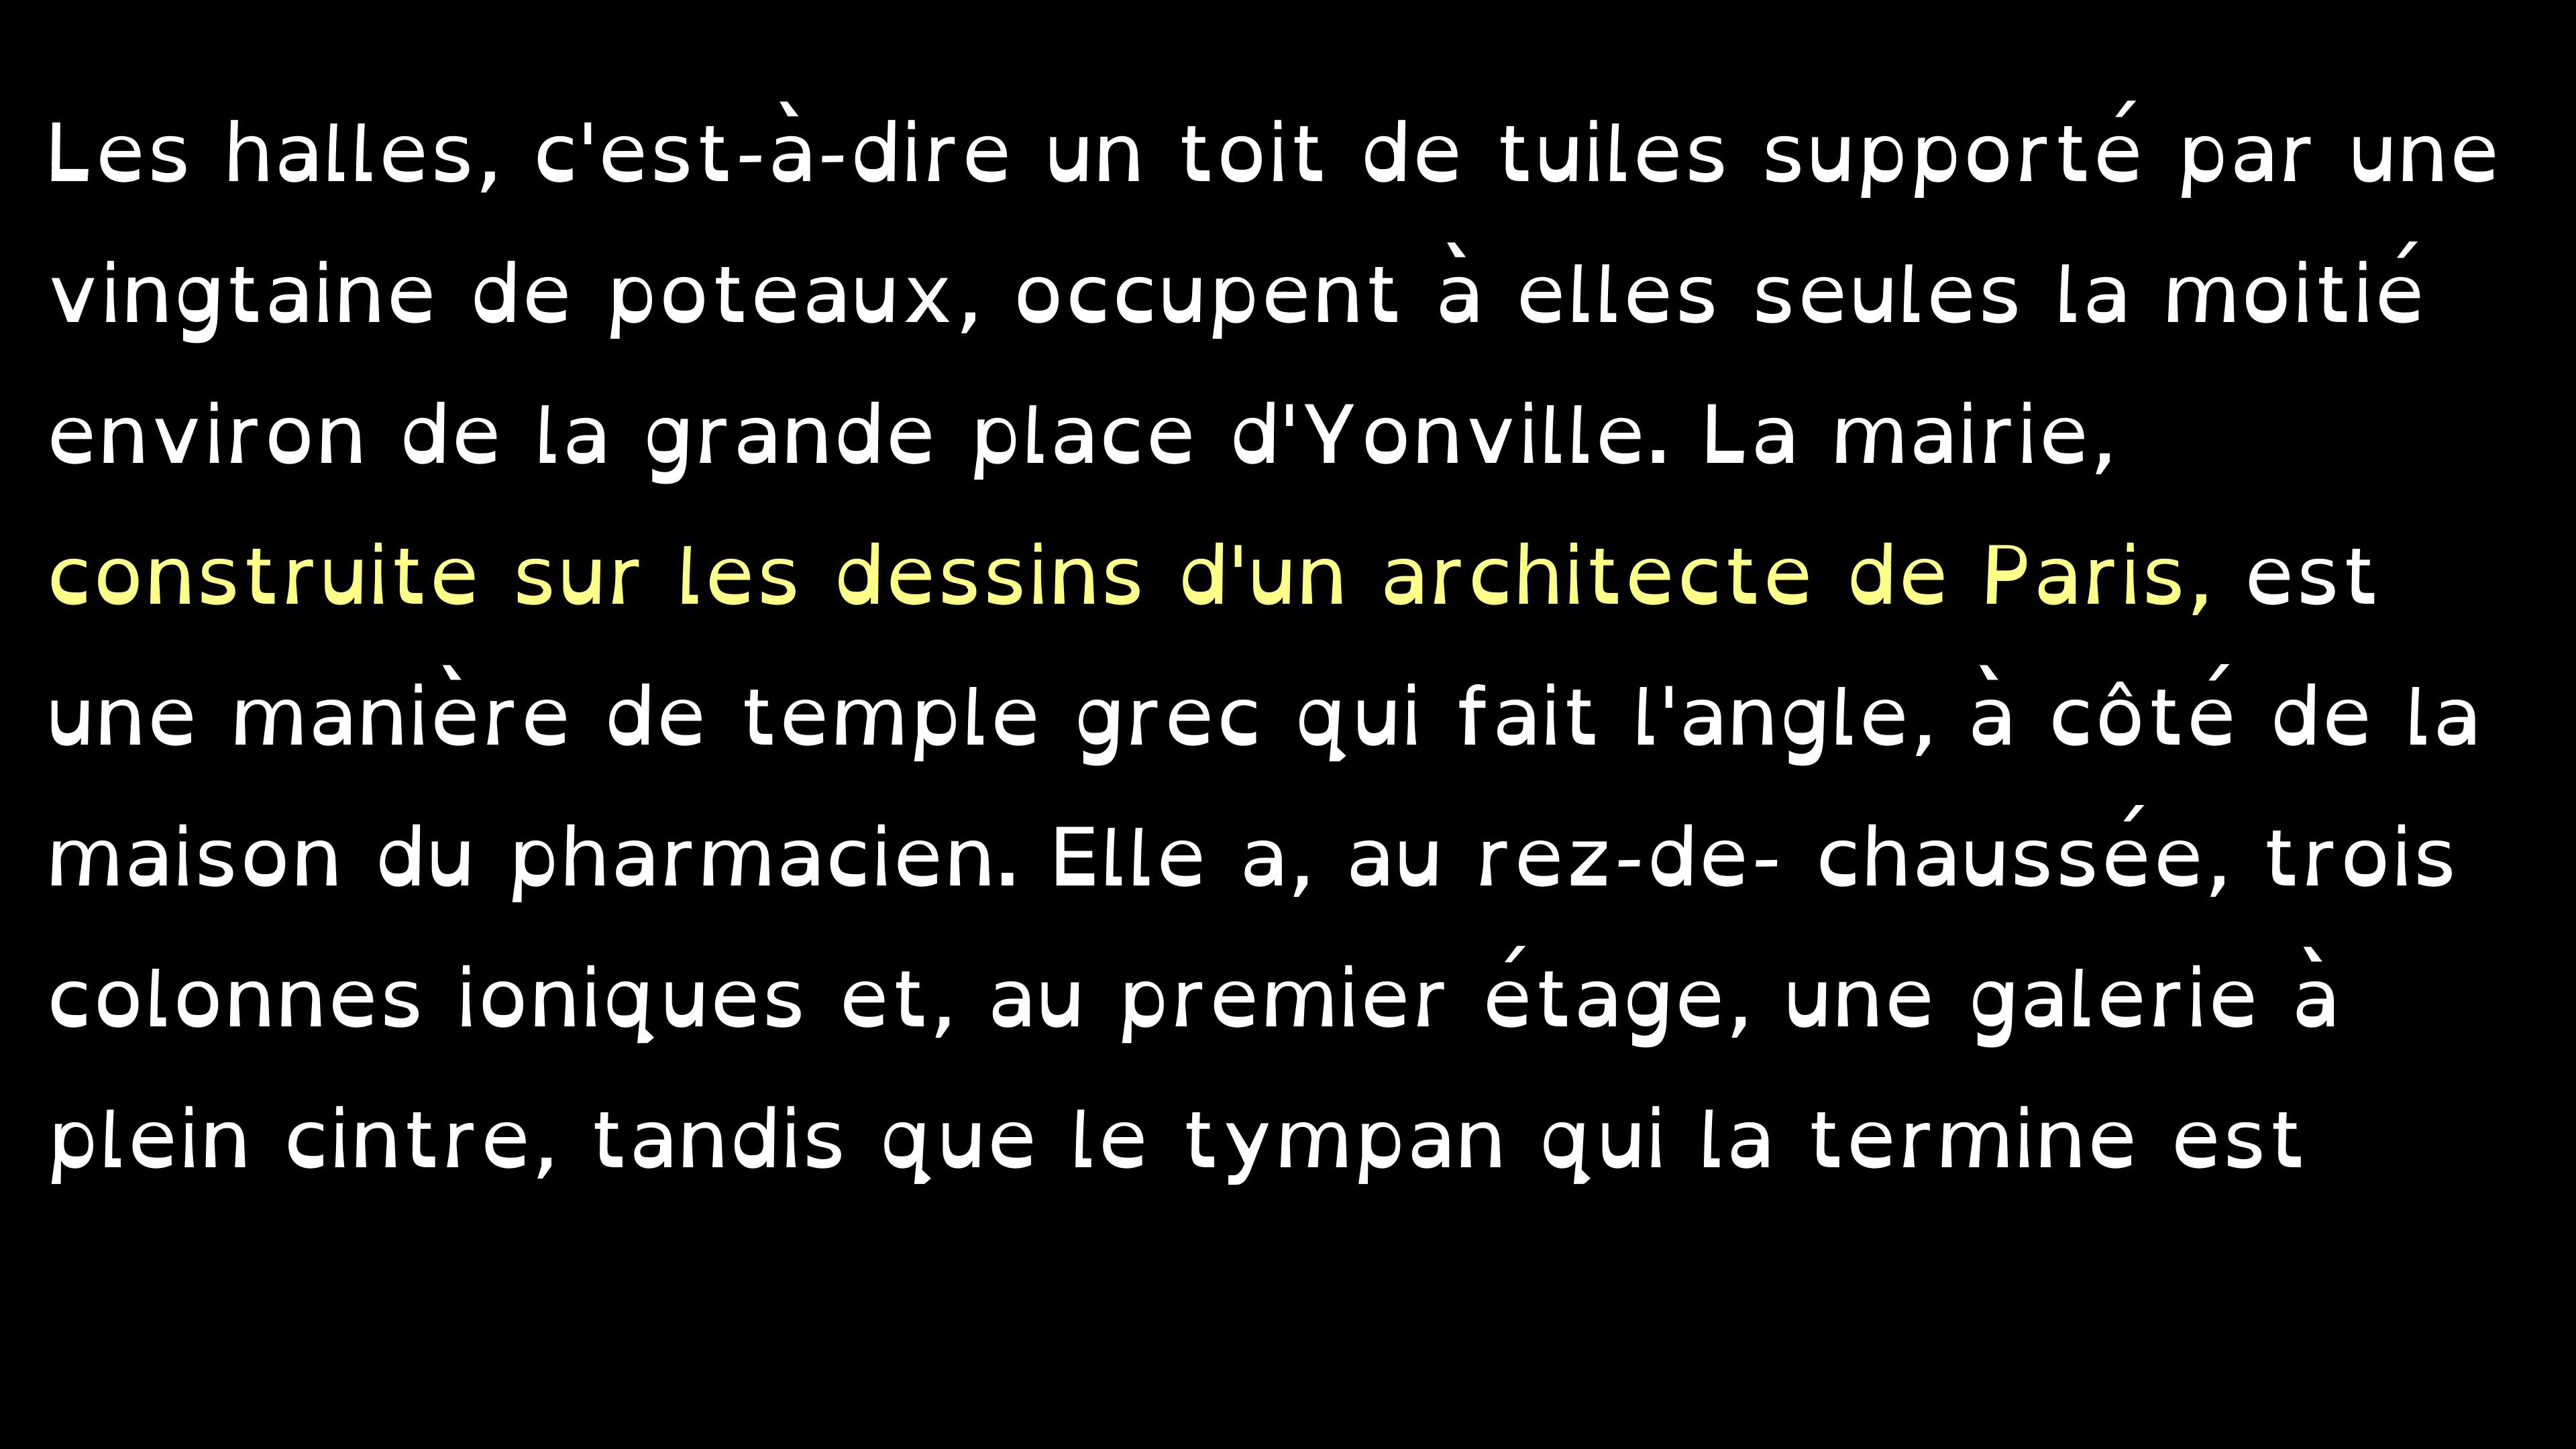 Les halles, c'est-à-dire un toit de tuiles supporté par une
vingtaine de poteaux, occupent à elles seules la moitié
environ de la grande place d'Yonville. La mairie,
construite sur les dessins d'un architecte de Paris, est
une manière de temple grec qui fait l'angle, à côté de la
maison du pharmacien. Elle a, au rez-de- chaussée, trois
colonnes ioniques et, au premier étage, une galerie à
plein cintre, tandis que le tympan qui la termine est